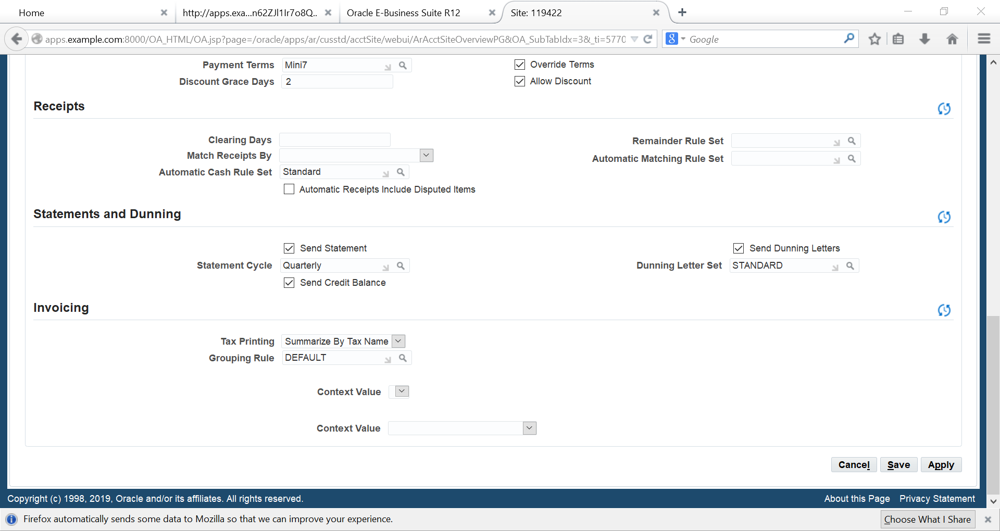 Home
http://apps.exa...n62ZJl1Ir7o8Q..
Oracle E-Business Suite R12
Site: 119422
apps.example.com:8000/OA_HTML/OA.jsp?page=/oracle/apps/ar/cusstd/acctSite/webui/ArAcctSiteOverviewPG&OA_SubTabIdx=3&_ti=5770
Google
Payment Terms Mini7 Override Terms
Discount Grace Days 2 Allow Discount
Receipts
Clearing Days Remainder Rule Set
Match Receipts By Automatic Matching Rule Set
Automatic Cash Rule Set Standard
Automatic Receipts Include Disputed Items
Statements and Dunning
Send Statement Send Dunning Letters
Statement Cycle Quarterly Dunning Letter Set STANDARD
Send Credit Balance
Invoicing
Tax Printing Summarize By Tax Name
Grouping Rule DEFAULT
Context Value
Context Value
Cancel Save Apply
Copyright (c) 1998, 2019, Oracle and/or its affiliates. All rights reserved. About this Page Privacy Statement
Firefox automatically sends some data to Mozilla so that we can improve your experience. Choose What I Share